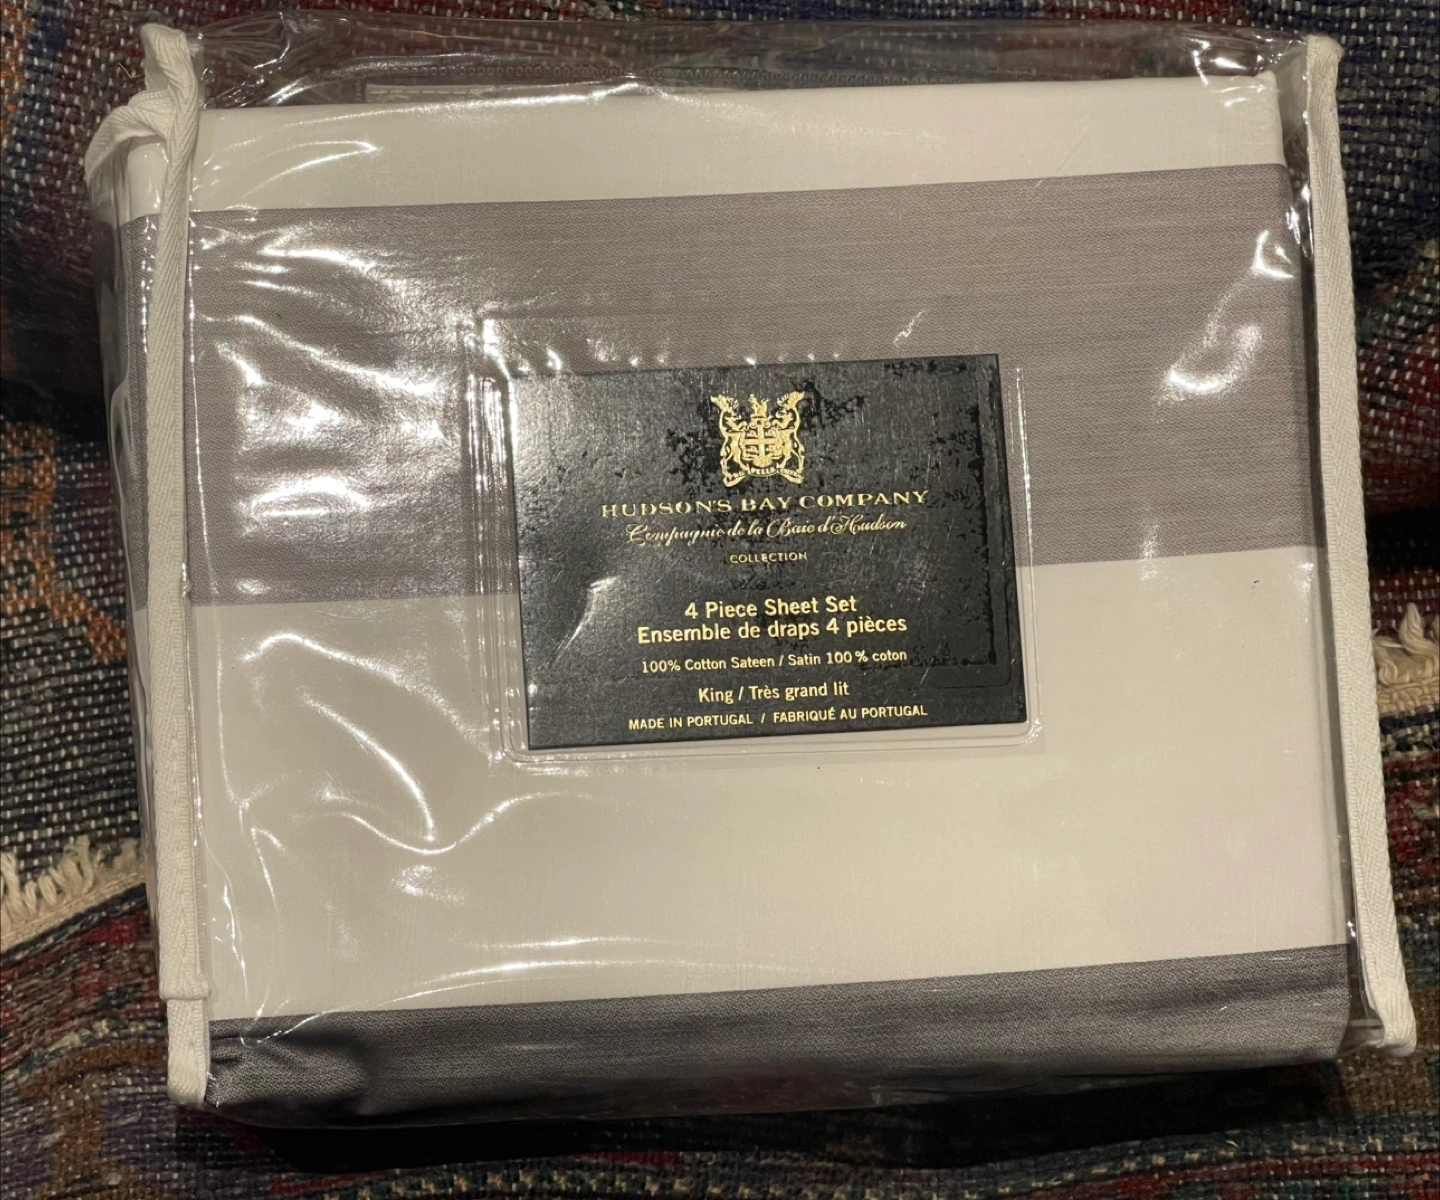 HUDSON'S BAY COMPANY
Compagnie de la Baie d'Hudson
COLLECTION
4 Piece Sheet Set
Ensemble de draps 4 pièces
100% Cotton Sateen / Satin 100 % coton
King / Très grand lit
MADE IN PORTUGAL / FABRIQUÉ AU PORTUGAL